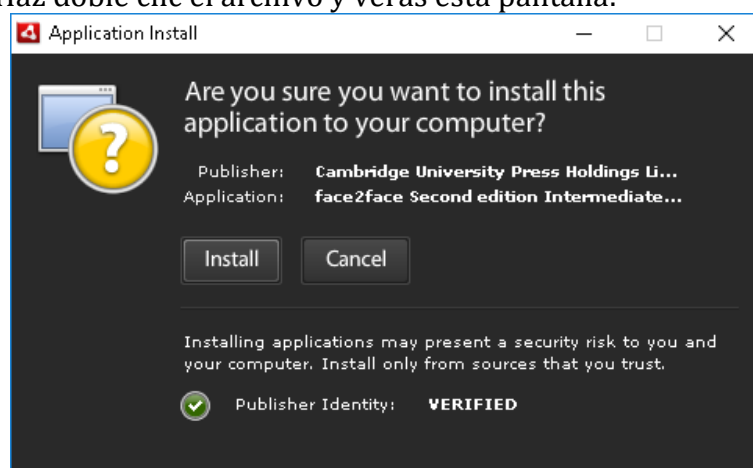 Haz doble clic el archivo y verás esta pantalla:
Application Install
Are you sure you want to install this
application to your computer?
Publisher: Cambridge University Press Holdings Li...
Application: face2face Second edition Intermediate...
Install Cancel
Installing applications may present a security risk to you and
your computer. Install only from sources that you trust.
Publisher Identity: VERIFIED